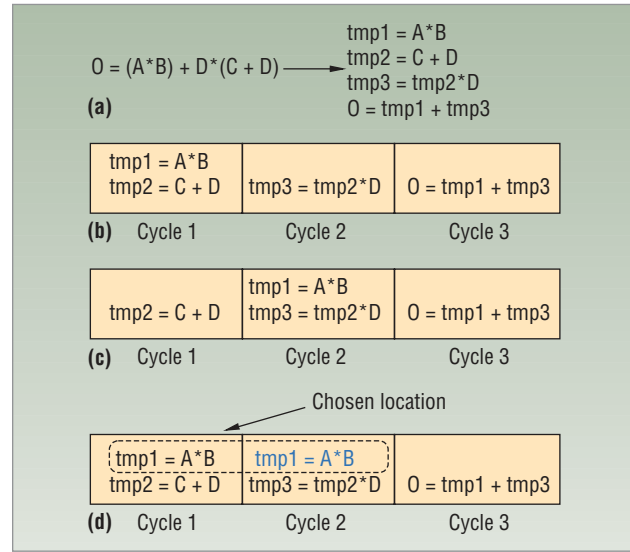 O = (A*B) + D*(C + D)
tmp1 = A*B
tmp2 = C + D
tmp3 = tmp2*D
O = tmp1 + tmp3
(a)
tmp1 = A*B
tmp2 = C + D
tmp3 = tmp2*D
O = tmp1 + tmp3
(b) Cycle 1 Cycle 2 Cycle 3
tmp1 = A*B
tmp2 = C + D
tmp3 = tmp2*D
O = tmp1 + tmp3
(c) Cycle 1 Cycle 2 Cycle 3
Chosen location
tmp1 = A*B tmp1 = A*B
tmp2 = C + D tmp3 = tmp2*D O = tmp1 + tmp3
(d) Cycle 1 Cycle 2 Cycle 3